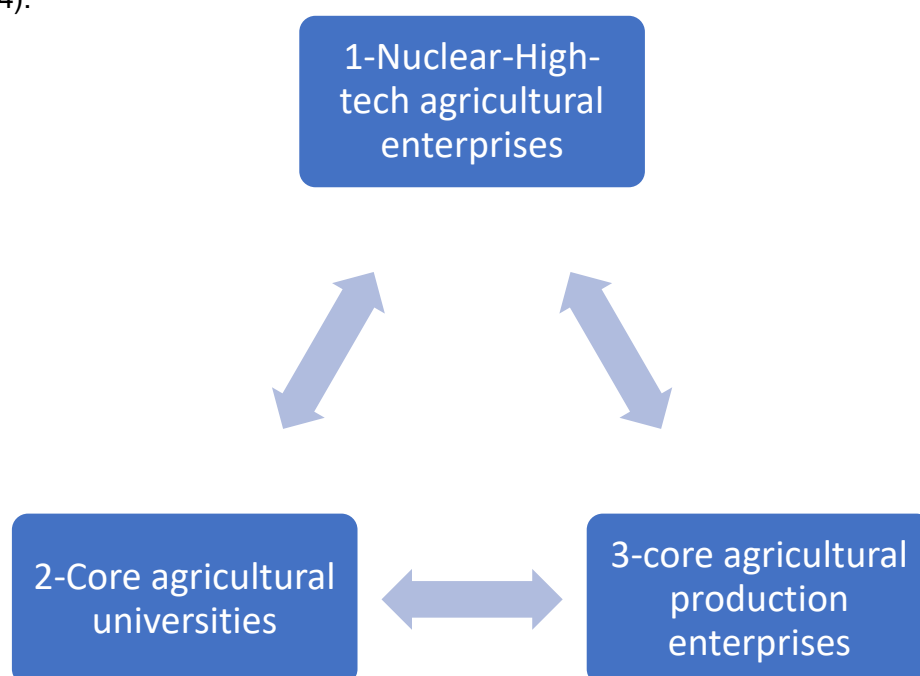 4).
1-Nuclear-High-
tech agricultural
enterprises
2-Core agricultural
universities
3-core agricultural
production
enterprises